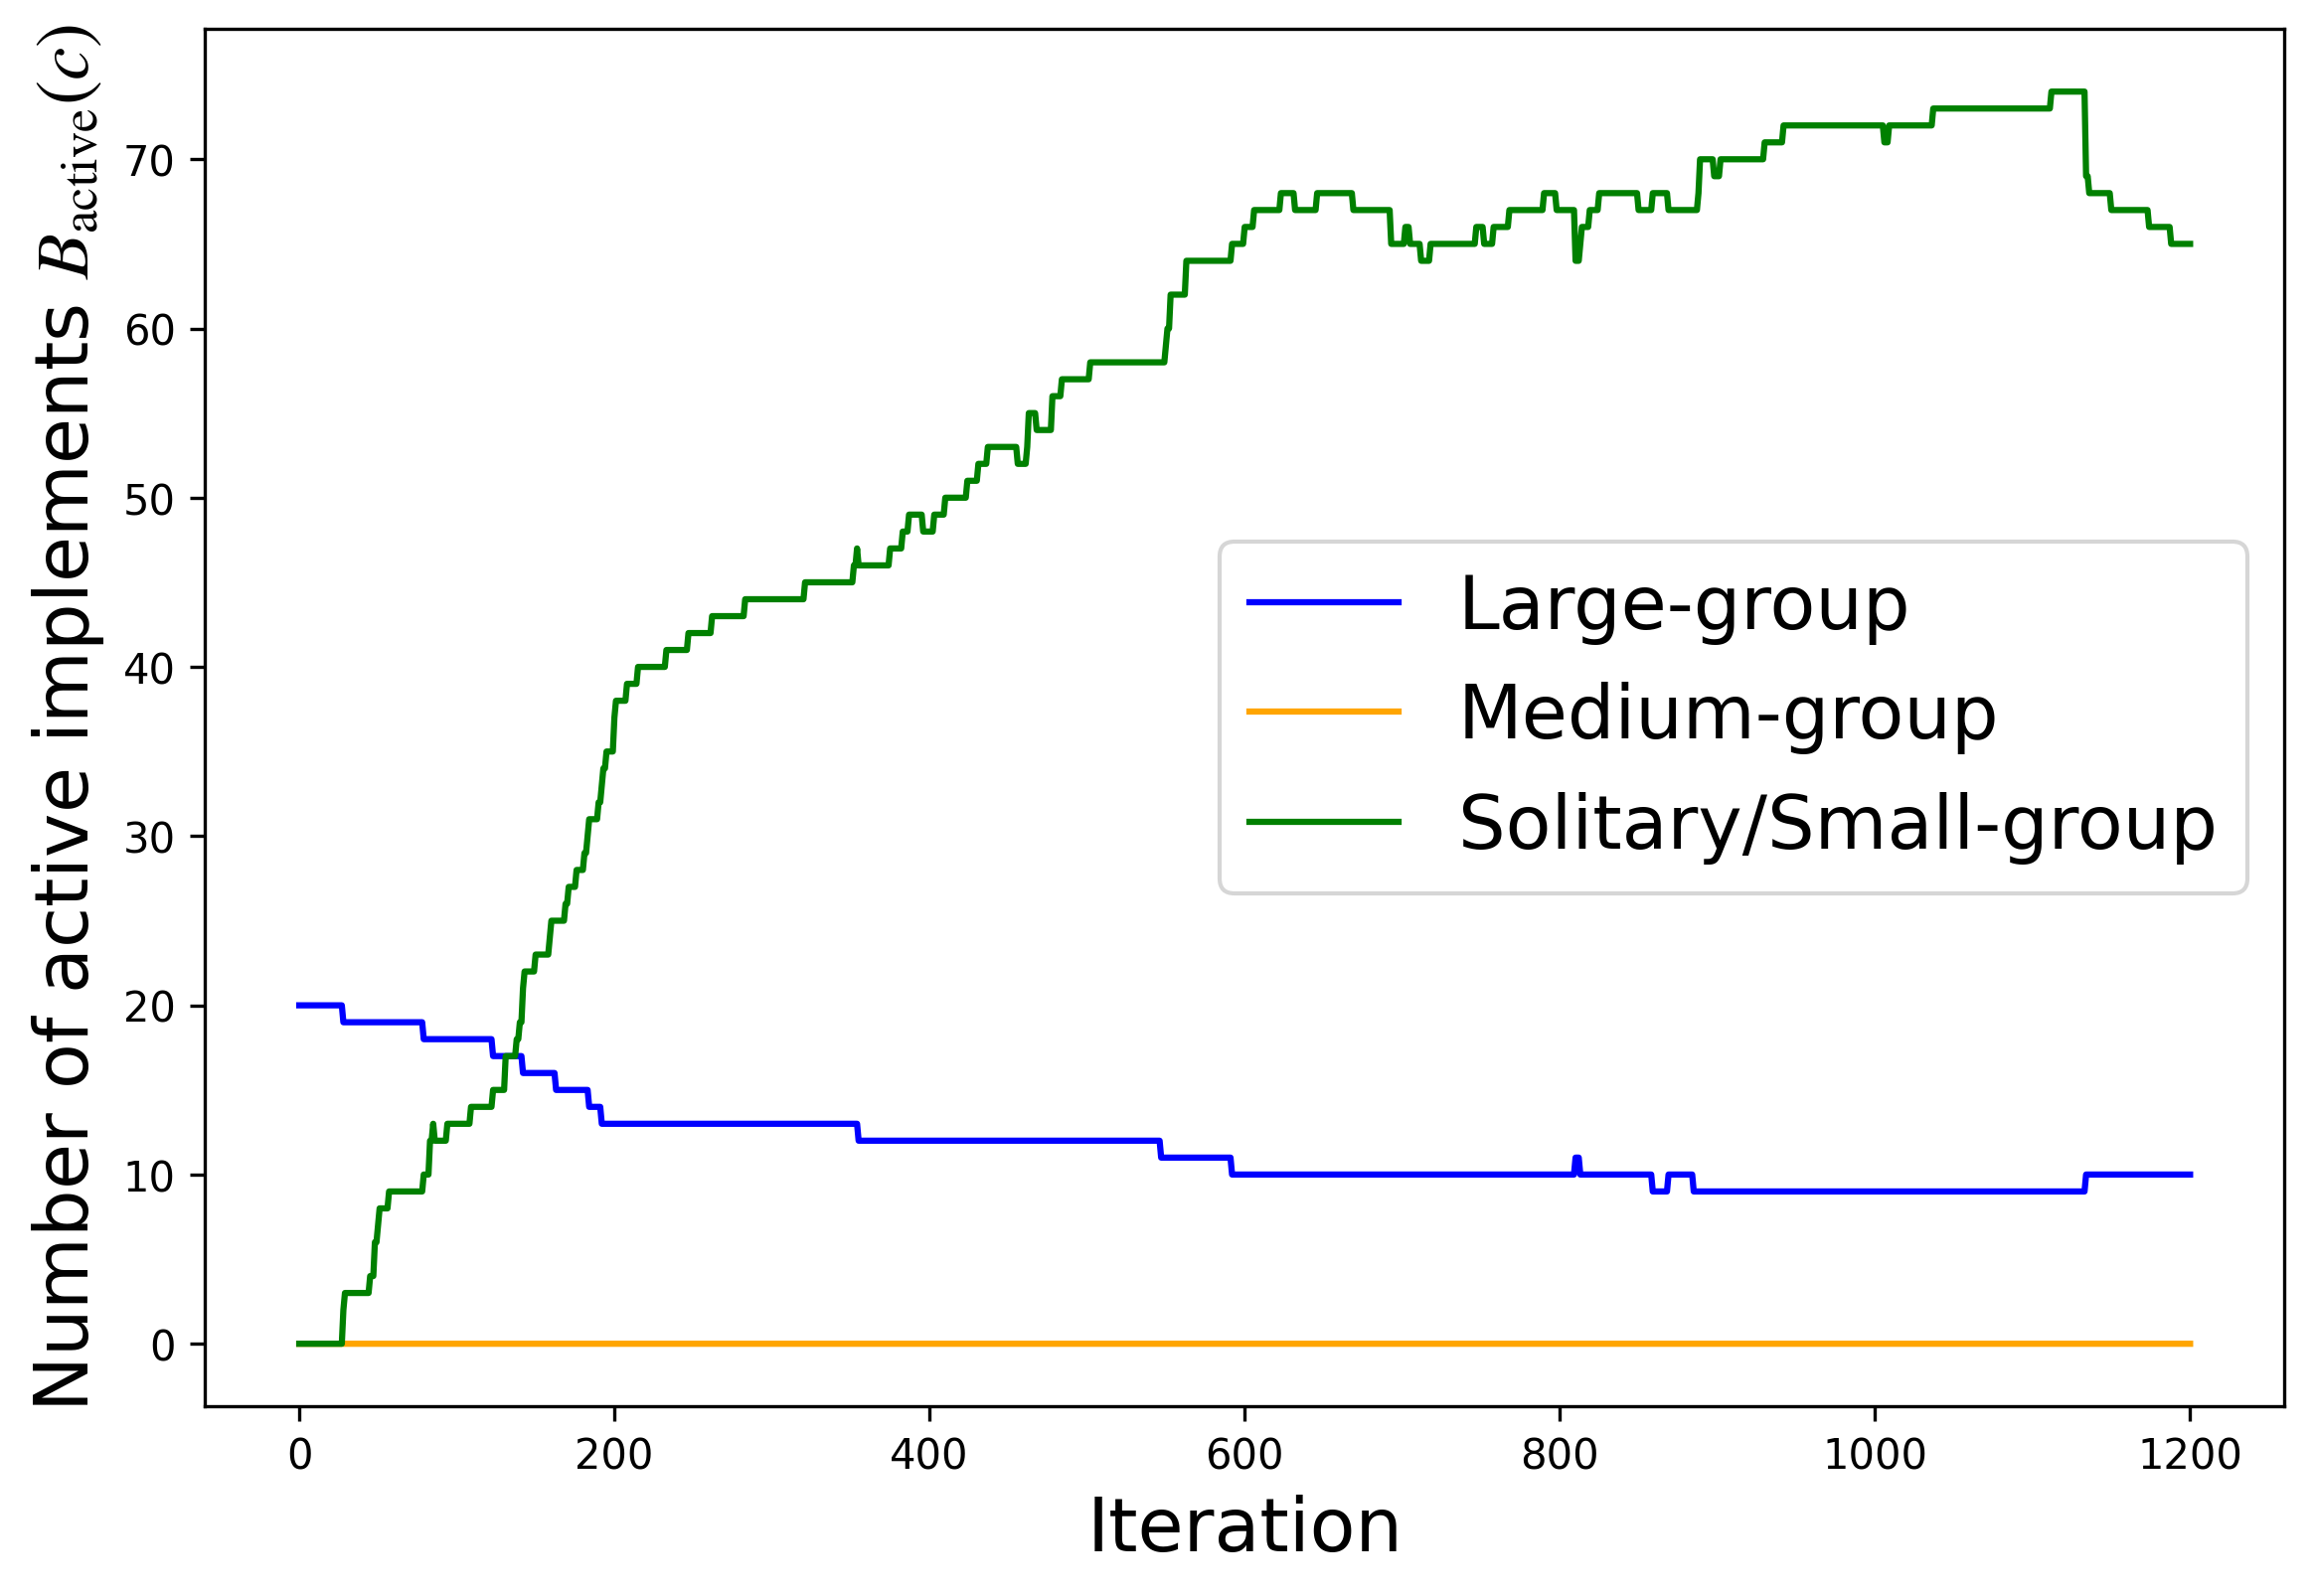 Number of active implements B_active(c)
70
60
50
40
30
20
10
0
Large-group
Medium-group
Solitary/Small-group
0 200 400 600 800 1000 1200
Iteration